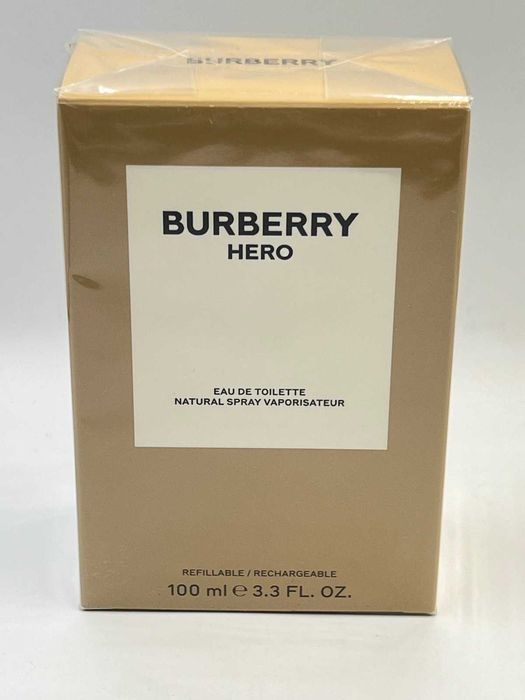 BURBERRY
BURBERRY
HERO
EAU DE TOILETTE
NATURAL SPRAY VAPORISATEUR
REFILLABLE / RECHARGEABLE
100 ml ℮ 3.3 FL. OZ.